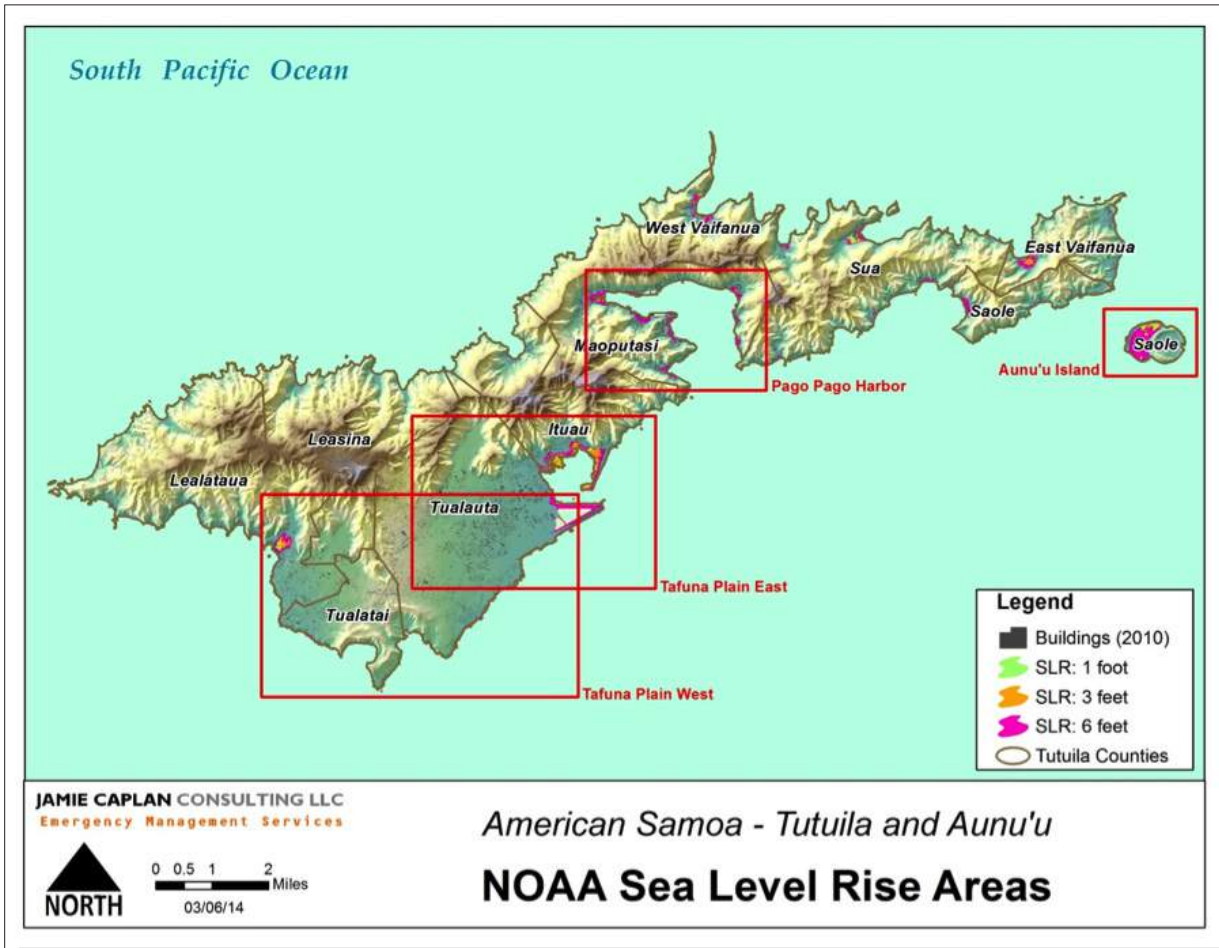 South Pacific Ocean
West Vaifanua
East Vaifanua
Sua
Saole
Saole
Maoputasi
Aunu'u Island
Pago Pago Harbor
Ituau
Leasina
Lealataua
Tualauta
Tafuna Plain East
Tualatai
Tafuna Plain West
Legend
Buildings (2010)
SLR: 1 foot
SLR: 3 feet
SLR: 6 feet
Tutuila Counties
JAMIE CAPLAN CONSULTING LLC
Emergency Management Services
NORTH
0 0.5 1 2
Miles
03/06/14
American Samoa - Tutuila and Aunu'u
NOAA Sea Level Rise Areas